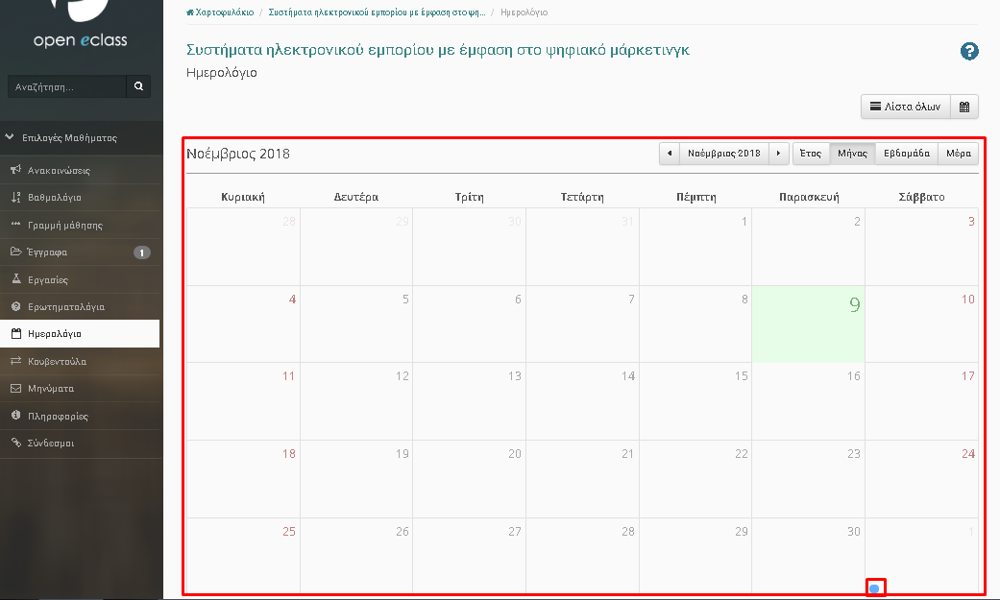 open eclass
Αναζήτηση...
Επιλογές Μαθήματος
Ανακοινώσεις
Βαθμολόγιο
Γραμμή μάθησης
Έγγραφα 1
Εργασίες
Ερωτηματολόγια
Ημερολόγιο
Κουβεντούλα
Μηνύματα
Πληροφορίες
Σύνδεσμοι
Χαρτοφυλάκιο / Συστήματα ηλεκτρονικού εμπορίου με έμφαση στο ψη... / Ημερολόγιο
Συστήματα ηλεκτρονικού εμπορίου με έμφαση στο ψηφιακό μάρκετινγκ
?
Ημερολόγιο
Λίστα όλων
Νοέμβριος 2018
Νοέμβριος 2018 Έτος Μήνας Εβδομάδα Μέρα
Κυριακή Δευτέρα Τρίτη Τετάρτη Πέμπτη Παρασκευή Σάββατο
28 29 30 31 1 2 3
4 5 6 7 8 9 10
11 12 13 14 15 16 17
18 19 20 21 22 23 24
25 26 27 28 29 30 1